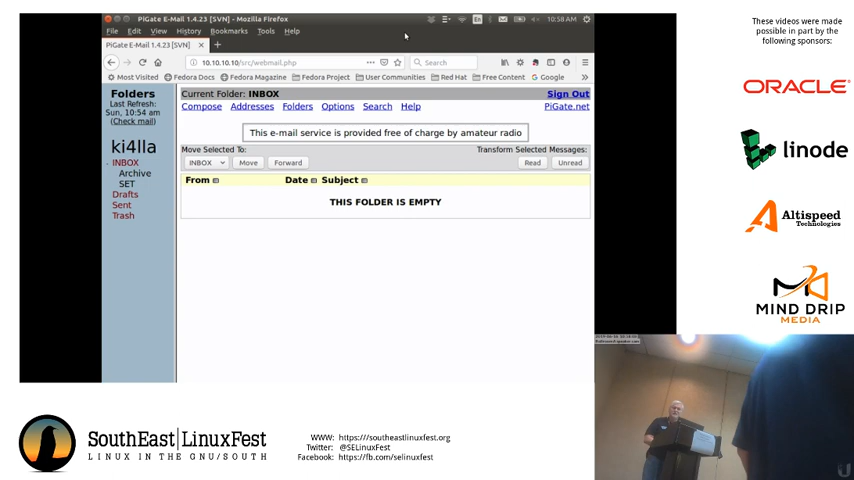 PiGate E-Mail 1.4.23 [SVN] - Mozilla Firefox
En
10:58 AM
File Edit View History Bookmarks Tools Help
PiGate E-Mail 1.4.23 [SVN] × +
10.10.10.10/src/webmail.php
Search
Most Visited Fedora Docs Fedora Magazine Fedora Project User Communities Red Hat Free Content Google
Folders
Last Refresh:
Sun, 10:54 am
(Check mail)
ki4lla
- INBOX
Archive
SET
Drafts
Sent
Trash
Current Folder: INBOX
Sign Out
Compose Addresses Folders Options Search Help
PiGate.net
This e-mail service is provided free of charge by amateur radio
Move Selected To:
Transform Selected Messages:
INBOX Move Forward
Read Unread
From Date Subject
THIS FOLDER IS EMPTY
These videos were made
possible in part by the
following sponsors:
ORACLE
linode
Altispeed
Technologies
MIND DRIP
MEDIA
SouthEast|LinuxFest
LINUX IN THE GNU/SOUTH
WWW: https:///southeastlinuxfest.org
Twitter: @SELinuxFest
Facebook: https://fb.com/selinuxfest